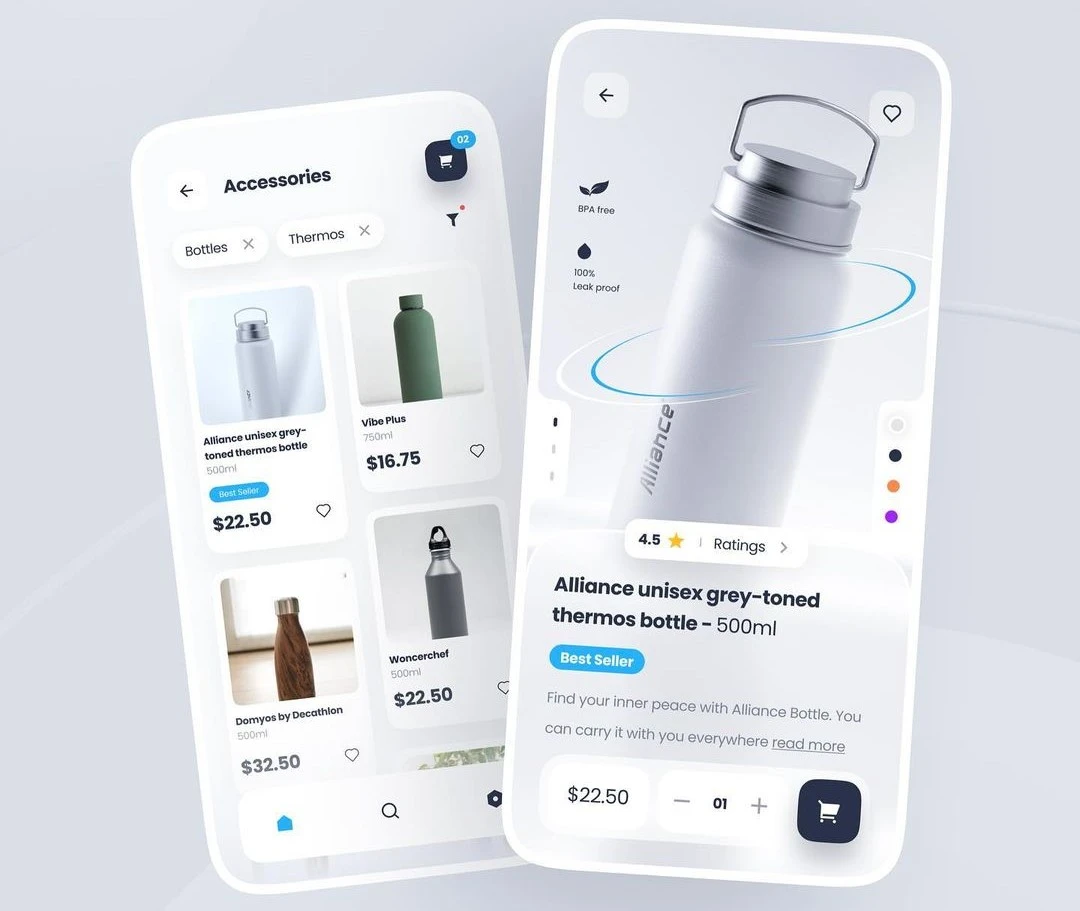 02
Accessories
Bottles
Thermos
Alliance unisex grey-
toned thermos bottle
500ml
Best Seller
$22.50
Vibe Plus
750ml
$16.75
Domyos by Decathlon
500ml
$32.50
Woncerchef
500ml
$22.50
BPA free
100%
Leak proof
Alliance
4.5
Ratings
Alliance unisex grey-toned
thermos bottle - 500ml
Best Seller
Find your inner peace with Alliance Bottle. You
can carry it with you everywhere read more
$22.50
01